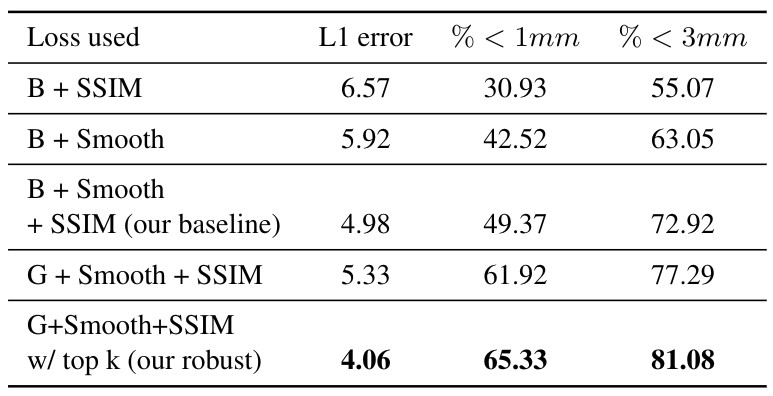 Loss used L1 error % < 1mm % < 3mm
B + SSIM 6.57 30.93 55.07
B + Smooth 5.92 42.52 63.05
B + Smooth
+ SSIM (our baseline) 4.98 49.37 72.92
G + Smooth + SSIM 5.33 61.92 77.29
G+Smooth+SSIM
w/ top k (our robust) 4.06 65.33 81.08